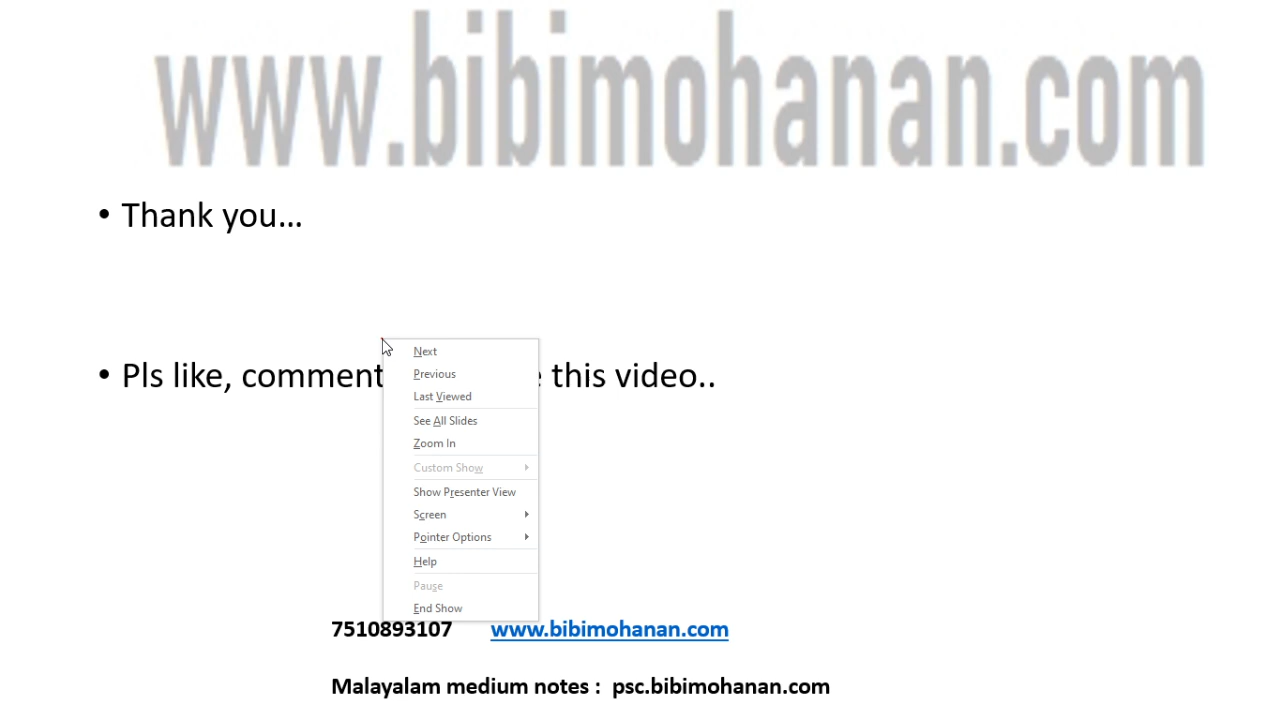 www.bibimohanan.com
• Thank you...
• Pls like, comment this video..
Next
Previous
Last Viewed
See All Slides
Zoom In
Custom Show
Show Presenter View
Screen
Pointer Options
Help
Pause
End Show
7510893107 www.bibimohanan.com
Malayalam medium notes : psc.bibimohanan.com